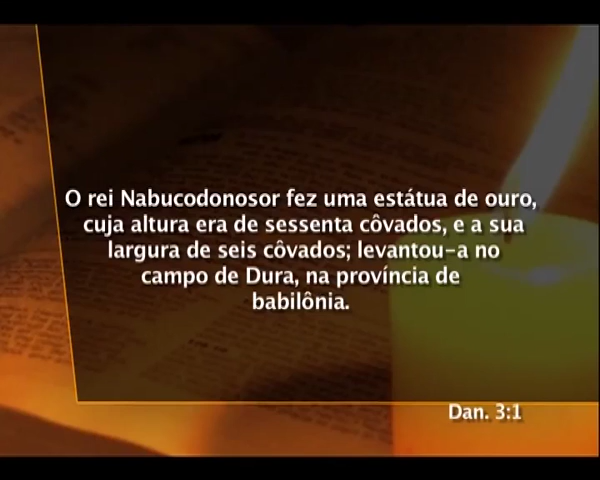 O rei Nabucodonosor fez uma estátua de ouro,
cuja altura era de sessenta côvados, e a sua
largura de seis côvados; levantou-a no
campo de Dura, na província de
babilônia.
Dan. 3:1